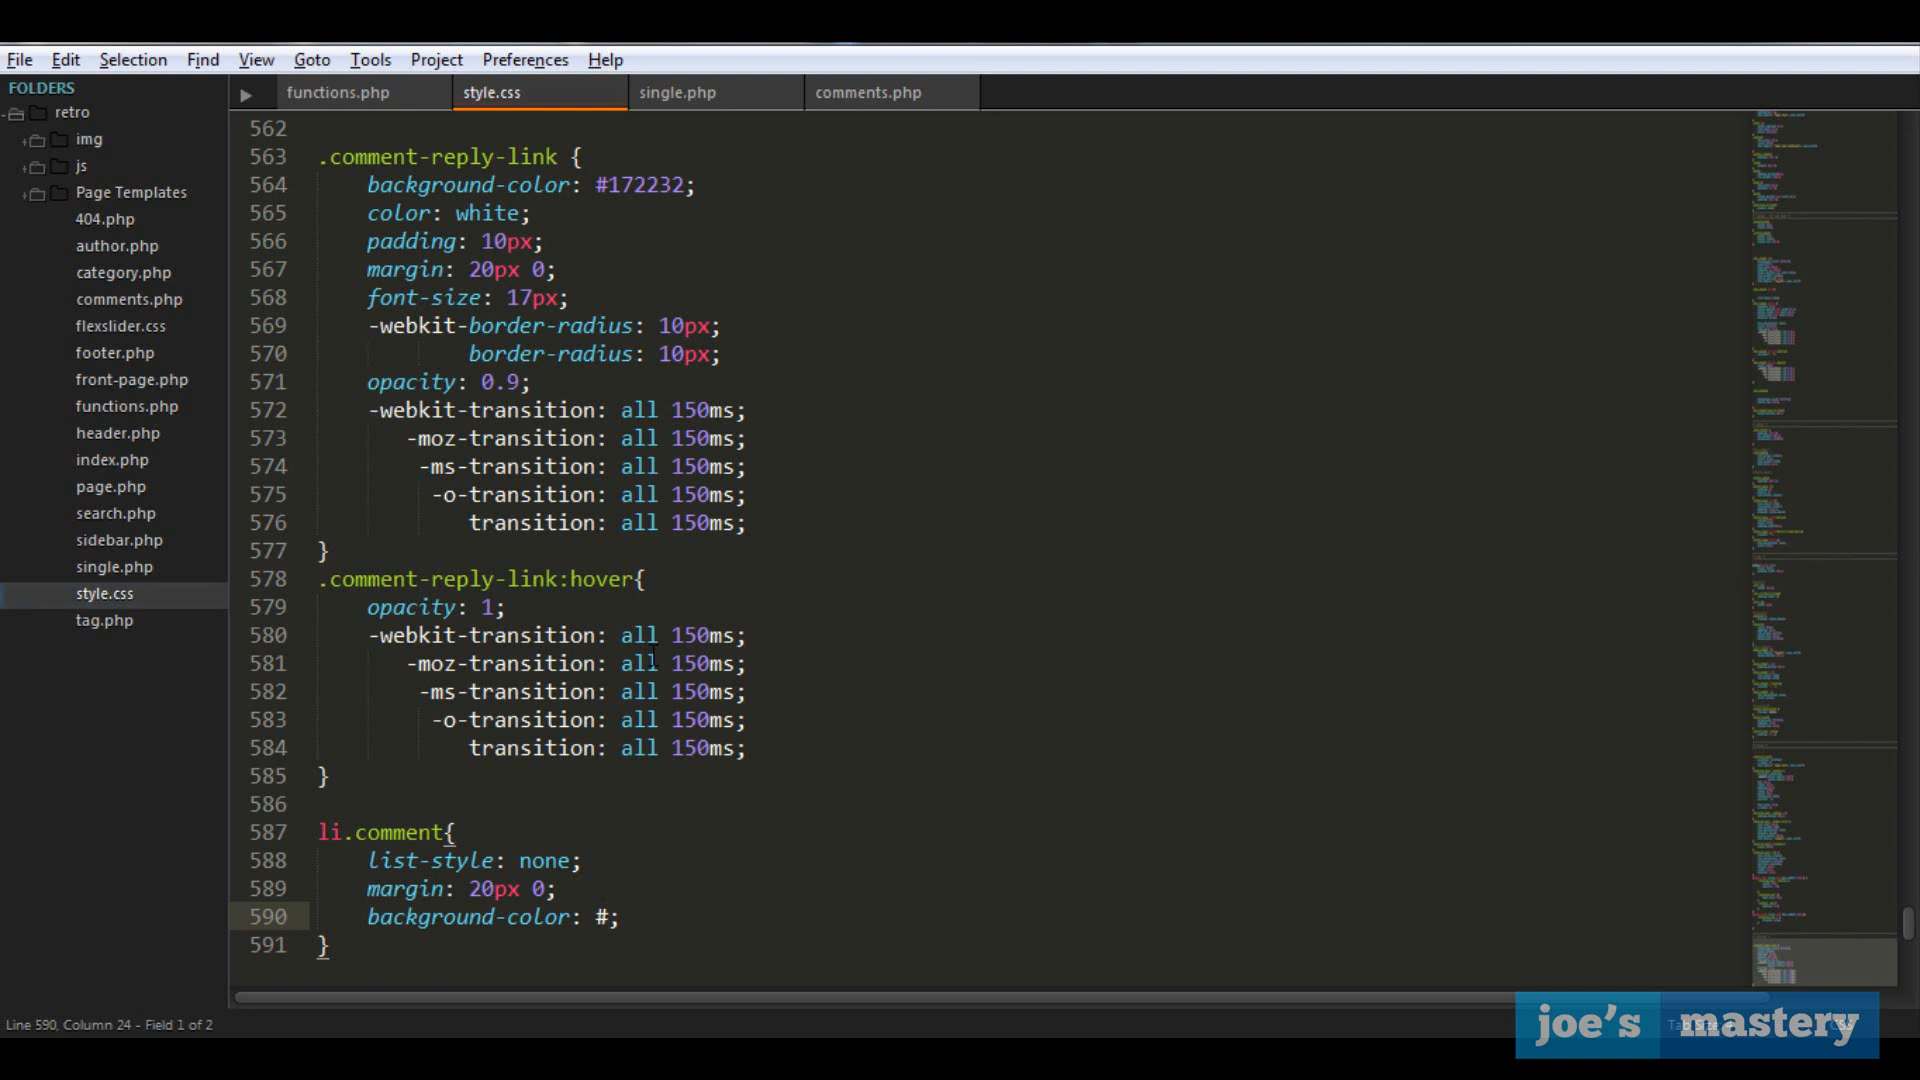 File Edit Selection Find View Goto Tools Project Preferences Help
FOLDERS
retro
img
js
Page Templates
404.php
author.php
category.php
comments.php
flexslider.css
footer.php
front-page.php
functions.php
header.php
index.php
page.php
search.php
sidebar.php
single.php
style.css
tag.php
functions.php style.css single.php comments.php
562
563 .comment-reply-link {
564 background-color: #172232;
565 color: white;
566 padding: 10px;
567 margin: 20px 0;
568 font-size: 17px;
569 -webkit-border-radius: 10px;
570 border-radius: 10px;
571 opacity: 0.9;
572 -webkit-transition: all 150ms;
573 -moz-transition: all 150ms;
574 -ms-transition: all 150ms;
575 -o-transition: all 150ms;
576 transition: all 150ms;
577 }
578 .comment-reply-link:hover{
579 opacity: 1;
580 -webkit-transition: all 150ms;
581 -moz-transition: all 150ms;
582 -ms-transition: all 150ms;
583 -o-transition: all 150ms;
584 transition: all 150ms;
585 }
586
587 li.comment{
588 list-style: none;
589 margin: 20px 0;
590 background-color: #;
591 }
Line 590, Column 24 - Field 1 of 2
joe's mastery